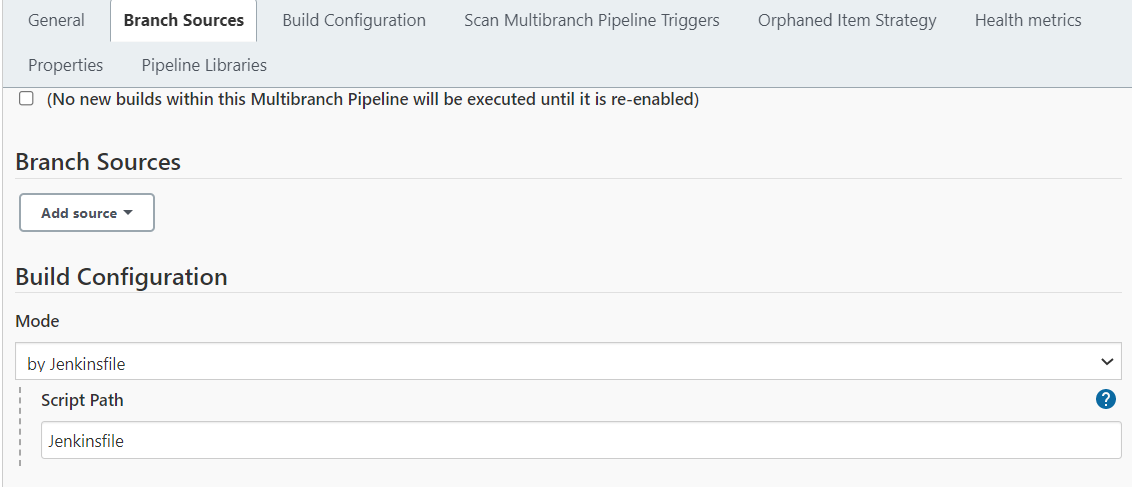 General Branch Sources Build Configuration Scan Multibranch Pipeline Triggers Orphaned Item Strategy Health metrics
Properties Pipeline Libraries
(No new builds within this Multibranch Pipeline will be executed until it is re-enabled)
Branch Sources
Add source
Build Configuration
Mode
by Jenkinsfile
Script Path ?
Jenkinsfile